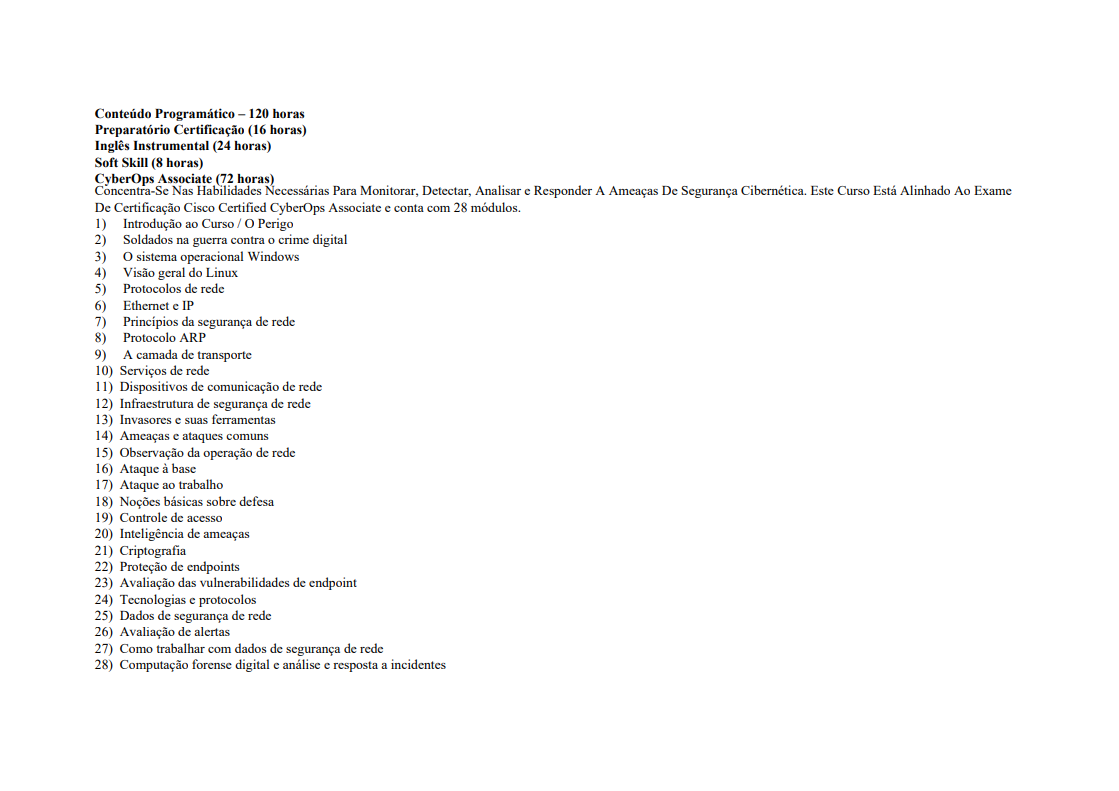 Conteúdo Programático – 120 horas
Preparatório Certificação (16 horas)
Inglês Instrumental (24 horas)
Soft Skill (8 horas)
CyberOps Associate (72 horas)
Concentra-Se Nas Habilidades Necessárias Para Monitorar, Detectar, Analisar e Responder A Ameaças De Segurança Cibernética. Este Curso Está Alinhado Ao Exame
De Certificação Cisco Certified CyberOps Associate e conta com 28 módulos.
1) Introdução ao Curso / O Perigo
2) Soldados na guerra contra o crime digital
3) O sistema operacional Windows
4) Visão geral do Linux
5) Protocolos de rede
6) Ethernet e IP
7) Princípios da segurança de rede
8) Protocolo ARP
9) A camada de transporte
10) Serviços de rede
11) Dispositivos de comunicação de rede
12) Infraestrutura de segurança de rede
13) Invasores e suas ferramentas
14) Ameaças e ataques comuns
15) Observação da operação de rede
16) Ataque à base
17) Ataque ao trabalho
18) Noções básicas sobre defesa
19) Controle de acesso
20) Inteligência de ameaças
21) Criptografia
22) Proteção de endpoints
23) Avaliação das vulnerabilidades de endpoint
24) Tecnologias e protocolos
25) Dados de segurança de rede
26) Avaliação de alertas
27) Como trabalhar com dados de segurança de rede
28) Computação forense digital e análise e resposta a incidentes